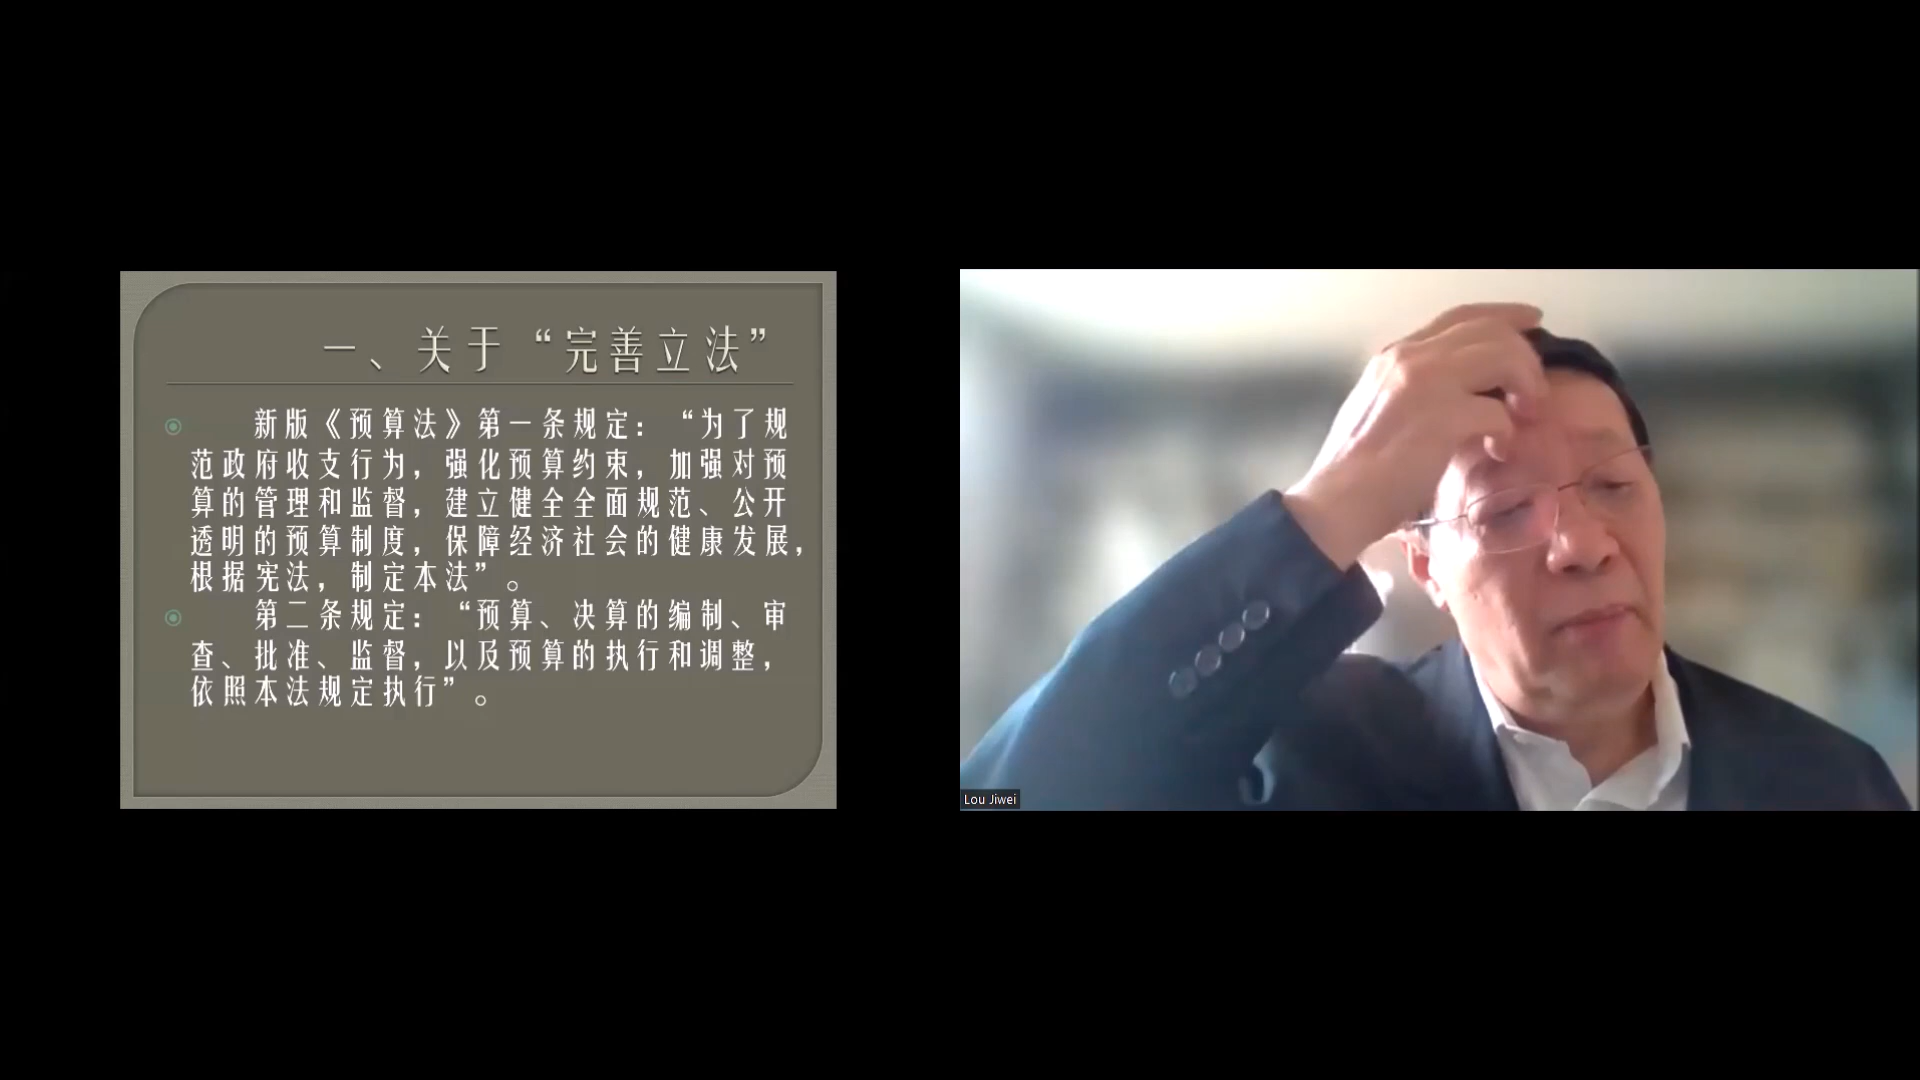 一、关于“完善立法”
新版《预算法》第一条规定：“为了规
范政府收支行为，强化预算约束，加强对预
算的管理和监督，建立健全全面规范、公开
透明的预算制度，保障经济社会的健康发展，
根据宪法，制定本法”。
第二条规定：“预算、决算的编制、审
查、批准、监督，以及预算的执行和调整，
依照本法规定执行”。
Lou Jiwei